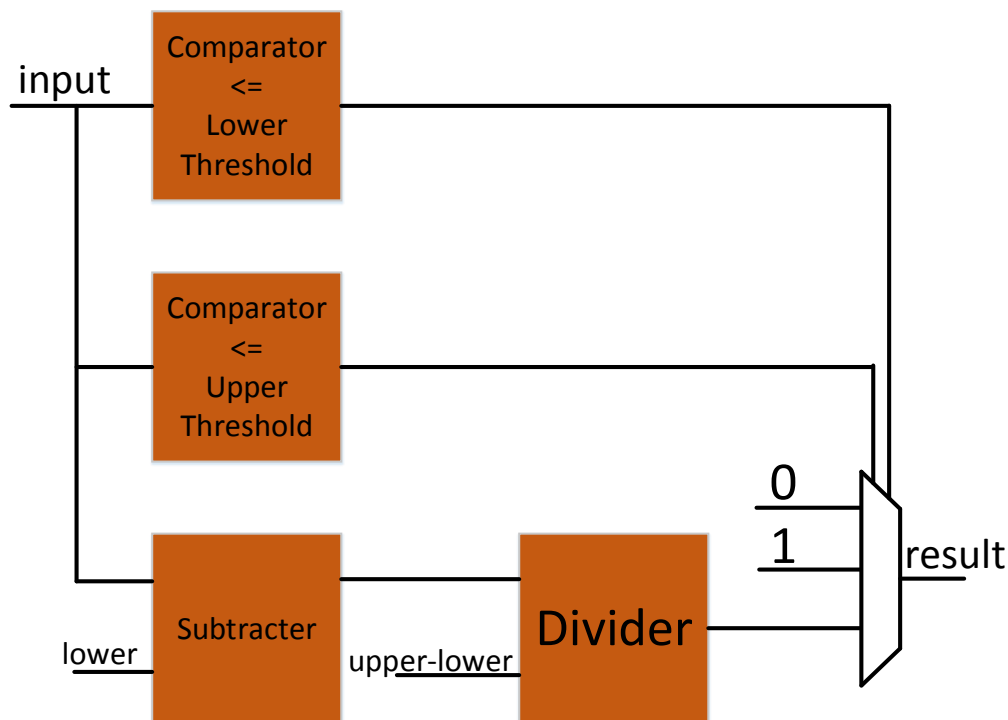 input
Comparator
<=
Lower
Threshold
Comparator
<=
Upper
Threshold
0
1
result
Subtracter
lower
Divider
upper-lower